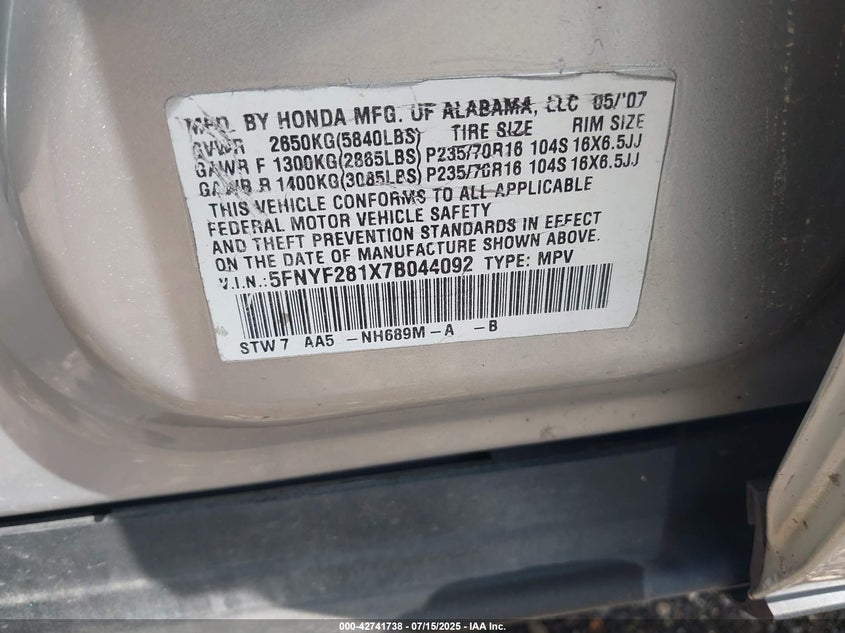 MFD. BY HONDA MFG. OF ALABAMA, LLC 05/'07
GVWR 2650KG(5840LBS) TIRE SIZE RIM SIZE
GAWR F 1300KG(2865LBS) P235/70R16 104S 16X6.5JJ
GAWR R 1400KG(3085LBS) P235/70R16 104S 16X6.5JJ
THIS VEHICLE CONFORMS TO ALL APPLICABLE
FEDERAL MOTOR VEHICLE SAFETY
AND THEFT PREVENTION STANDARDS IN EFFECT
ON THE DATE OF MANUFACTURE SHOWN ABOVE.
V.I.N.: 5FNYF281X7B044092 TYPE: MPV
STW7 AA5 -NH689M-A -B
000-42741738 - 07/15/2025 - IAA Inc.